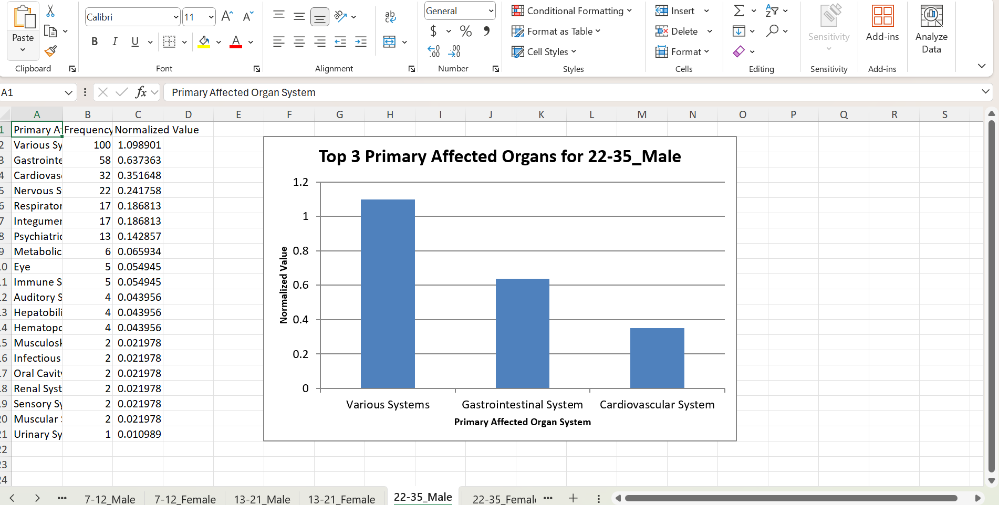 Paste
Clipboard
Calibri
11
A A
B I U A
Font
ab
Alignment
General
$ % 9
.00 .00
Number
Conditional Formatting
Format as Table
Cell Styles
Styles
Insert
Delete
Format
Cells
Editing
Sensitivity
Sensitivity
Add-ins
Add-ins
Analyze
Data
A1
fx
Primary Affected Organ System
A B C D E F G H I J K L M N O P Q R S
1 Primary A Frequency Normalized Value
2 Various Sy 100 1.098901
3 Gastrointe 58 0.637363
4 Cardiovas 32 0.351648
5 Nervous S 22 0.241758
6 Respirator 17 0.186813
7 Integumer 17 0.186813
8 Psychiatric 13 0.142857
9 Metabolic 6 0.065934
10 Eye 5 0.054945
11 Immune S 5 0.054945
12 Auditory S 4 0.043956
13 Hepatobili 4 0.043956
14 Hematopo 4 0.043956
15 Musculosk 2 0.021978
16 Infectious 2 0.021978
17 Oral Cavit 2 0.021978
18 Renal Syst 2 0.021978
19 Sensory Sy 2 0.021978
20 Muscular 2 0.021978
21 Urinary Sy 1 0.010989
22
23
24
Top 3 Primary Affected Organs for 22-35_Male
Normalized Value
1.2
1
0.8
0.6
0.4
0.2
0
Various Systems Gastrointestinal System Cardiovascular System
Primary Affected Organ System
7-12_Male 7-12_Female 13-21_Male 13-21_Female 22-35_Male 22-35_Femal